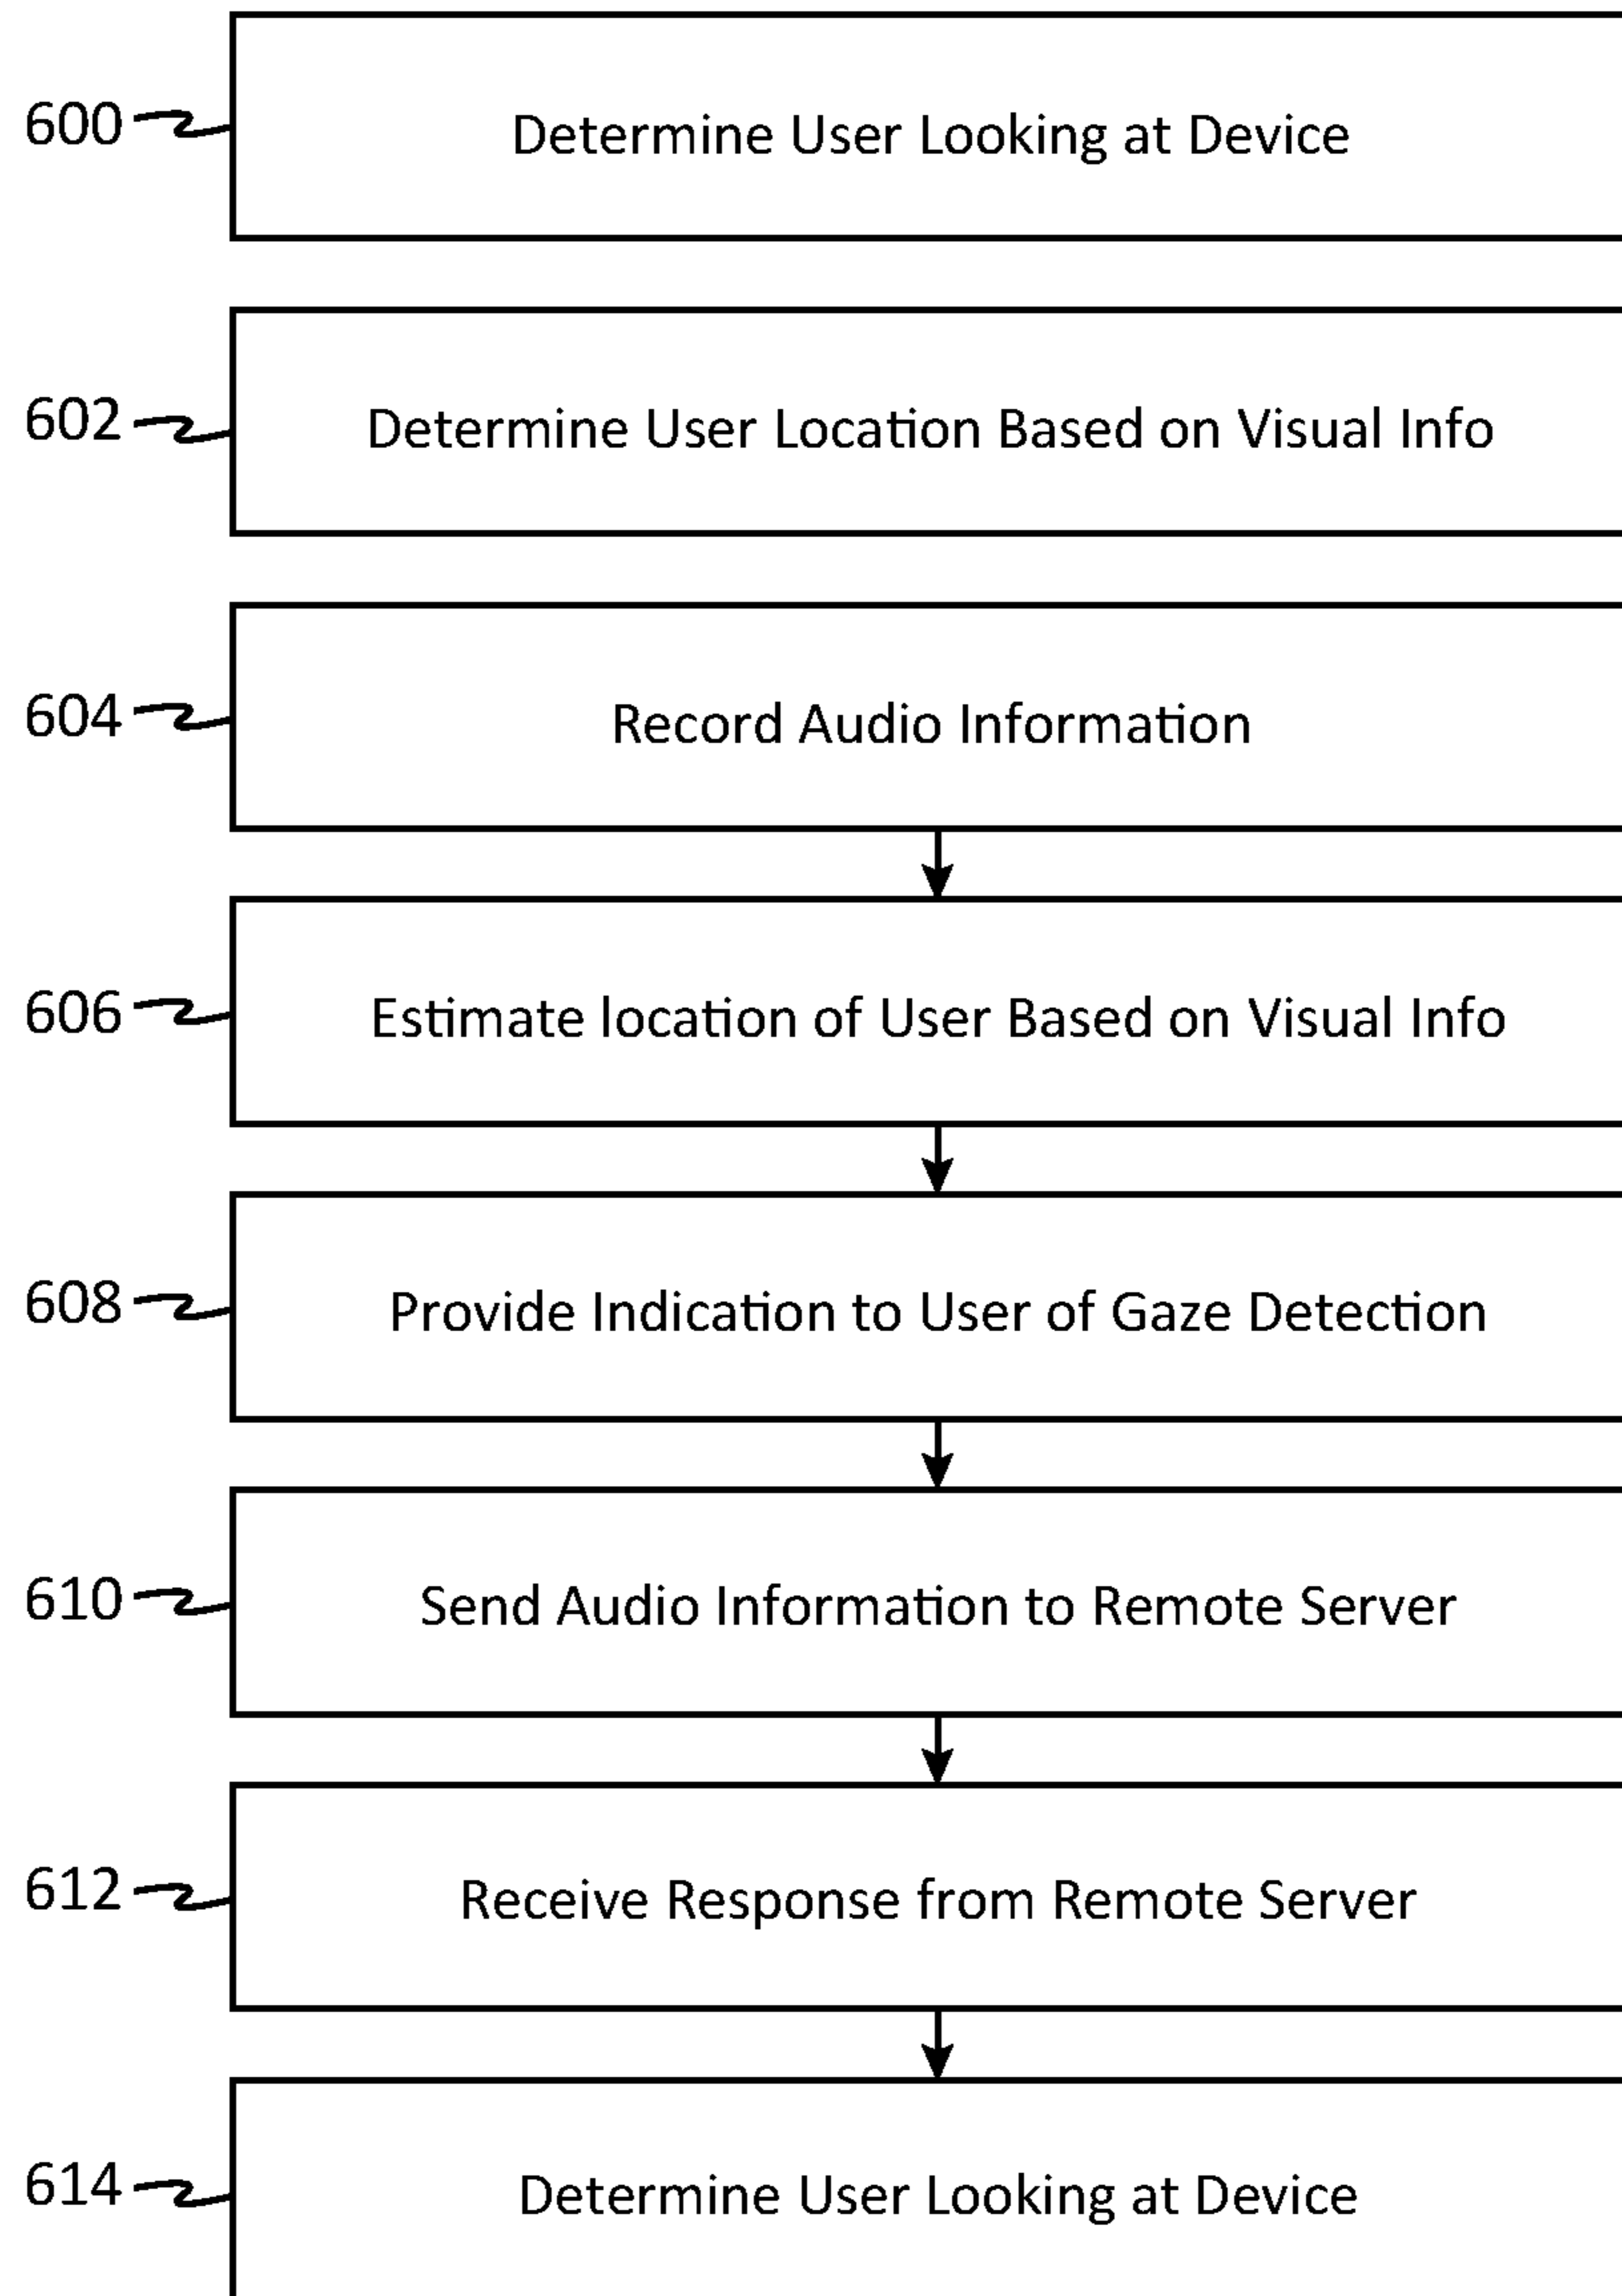 600 Determine User Looking at Device
602 Determine User Location Based on Visual Info
604 Record Audio Information
606 Estimate location of User Based on Visual Info
608 Provide Indication to User of Gaze Detection
610 Send Audio Information to Remote Server
612 Receive Response from Remote Server
614 Determine User Looking at Device